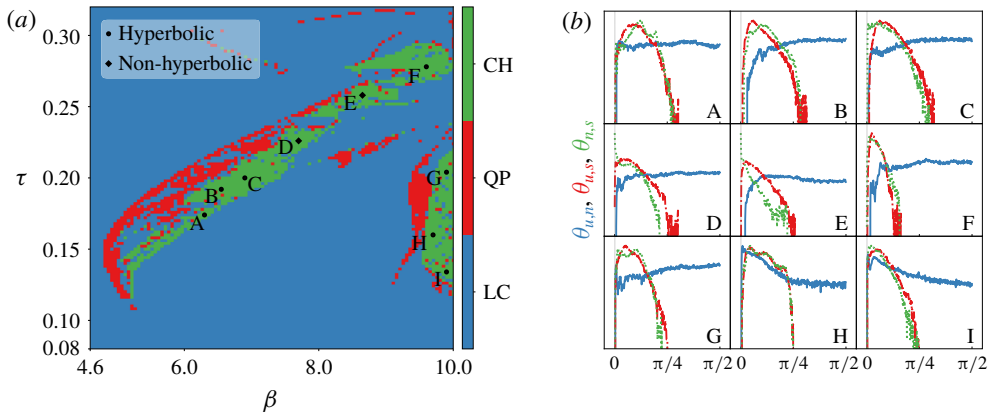 (a)
0.30
0.25
τ 0.20
0.15
0.10
0.08
Hyperbolic
Non-hyperbolic
F
E
D
C
B
A
G
H
I
4.6 6.0 8.0 10.0
β
CH
QP
LC
(b)
θu,n, θu,s, θn,s
A B C
D E F
G H I
0 π/4 π/2 0 π/4 π/2 0 π/4 π/2